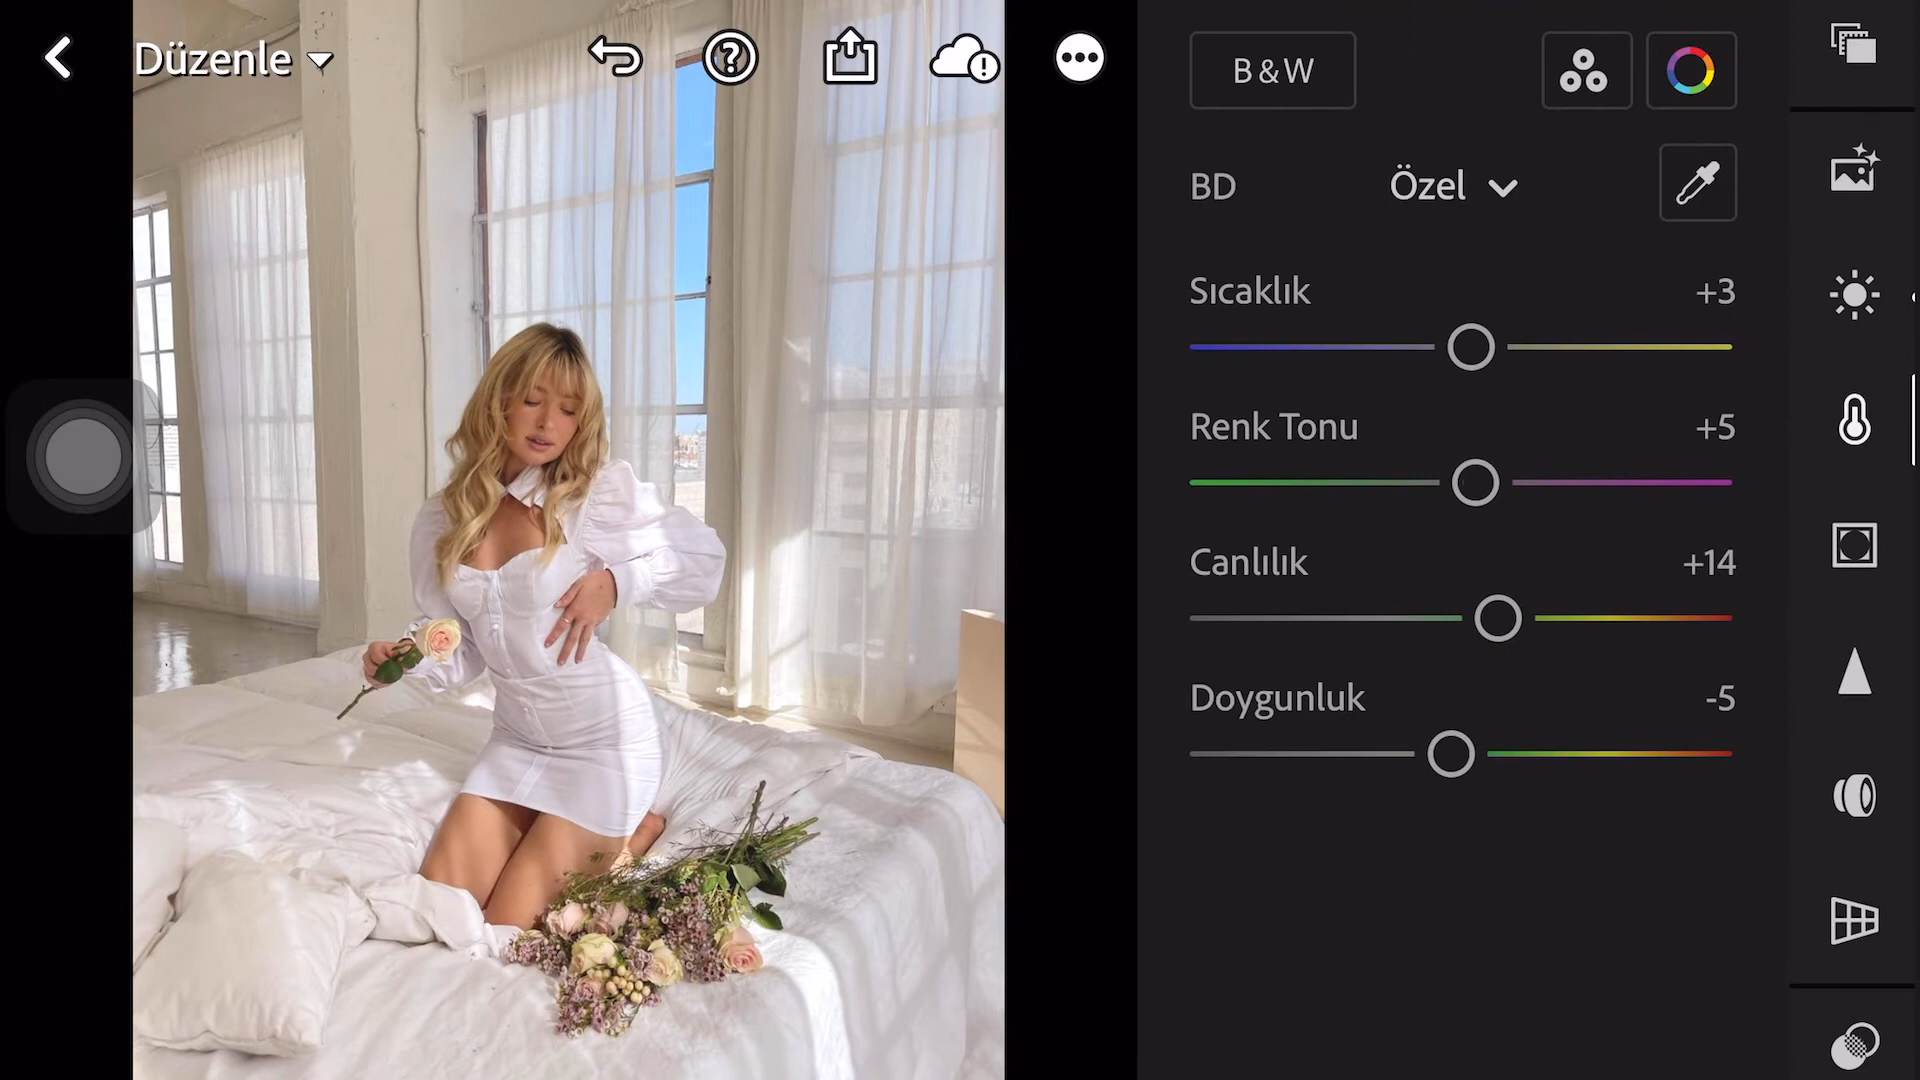 Düzenle
B&W
BD Özel
Sıcaklık +3
Renk Tonu +5
Canlılık +14
Doygunluk -5